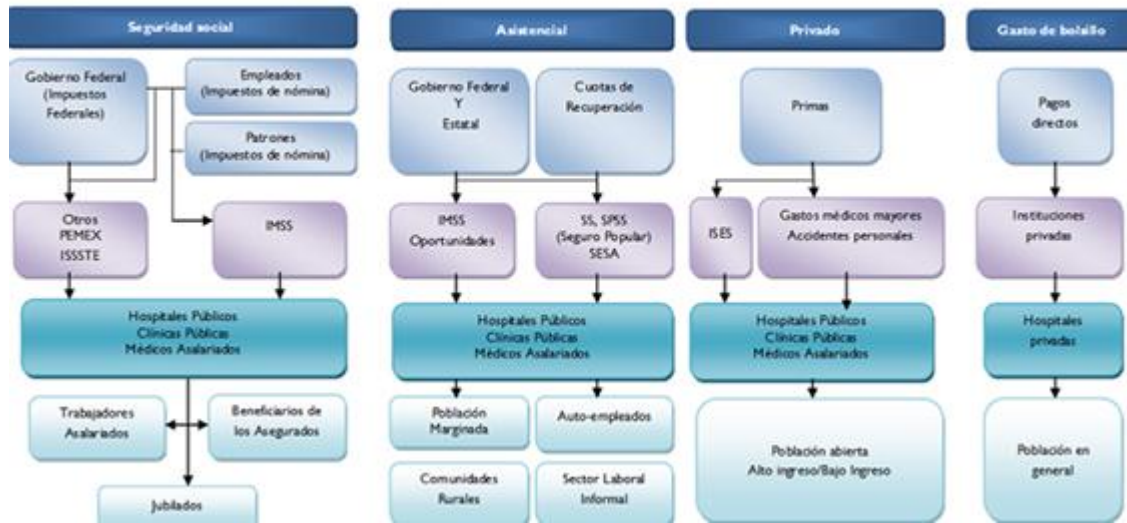 Seguridad social
Gobierno Federal
(Impuestos
Federales)
Empleados
(Impuestos de nómina)
Patrones
(Impuestos de nómina)
Otros
PEMEX
ISSSTE
IMSS
Hospitales Públicos
Clínicas Públicas
Médicos Asalariados
Trabajadores
Asalariados
Beneficiarios de
los Asegurados
Jubilados
Asistencial
Gobierno Federal
Y
Estatal
Cuotas de
Recuperación
IMSS
Oportunidades
SS, SPSS
(Seguro Popular)
SESA
Hospitales Públicos
Clínicas Públicas
Médicos Asalariados
Población
Marginada
Auto-empleados
Comunidades
Rurales
Sector Laboral
Informal
Privado
Primas
ISES
Gastos médicos mayores
Accidentes personales
Hospitales Públicos
Clínicas Públicas
Médicos Asalariados
Población abierta
Alto ingreso/Bajo Ingreso
Gasto de bolsillo
Pagos
directos
Instituciones
privadas
Hospitales
privadas
Población en
general